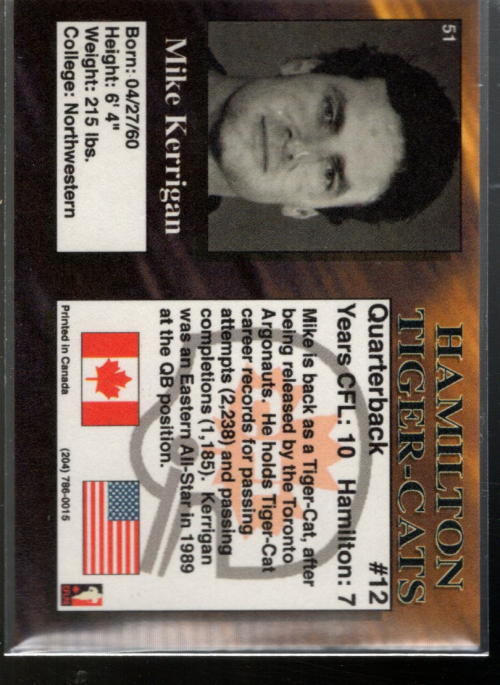 51
HAMILTON
TIGER-CATS
Mike Kerrigan
Born: 04/27/60
Height: 6' 4"
Weight: 215 lbs.
College: Northwestern
Quarterback #12
Years CFL: 10 Hamilton: 7
Mike is back as a Tiger-Cat, after
being released by the Toronto
Argonauts. He holds Tiger-Cat
career records for passing
attempts (2,238) and passing
completions (1,185). Kerrigan
was an Eastern All-Star in 1989
at the QB position.
Printed in Canada (204) 786-0015